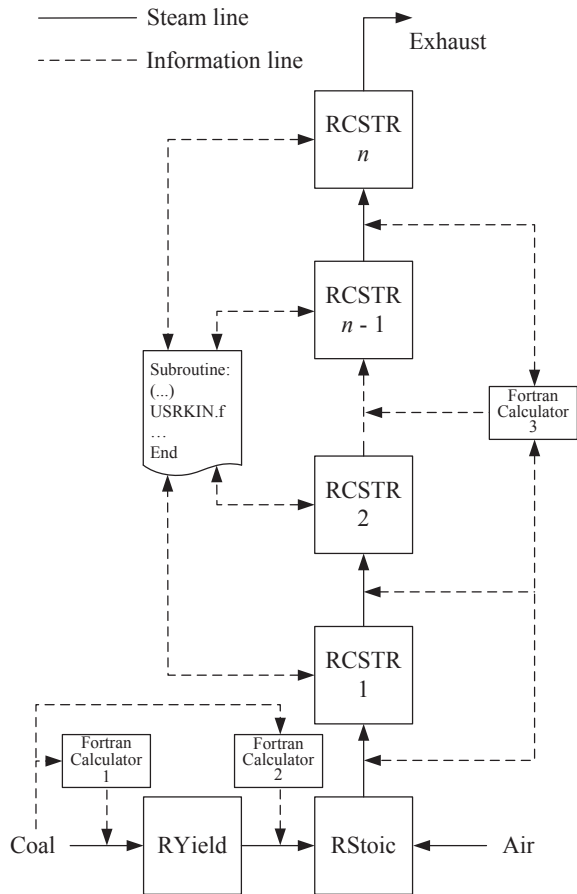 Steam line
Information line
Exhaust
RCSTR
n
RCSTR
n - 1
Subroutine:
(...)
USRKIN.f
...
End
Fortran
Calculator
3
RCSTR
2
RCSTR
1
Fortran
Calculator
1
Fortran
Calculator
2
Coal
RYield
RStoic
Air